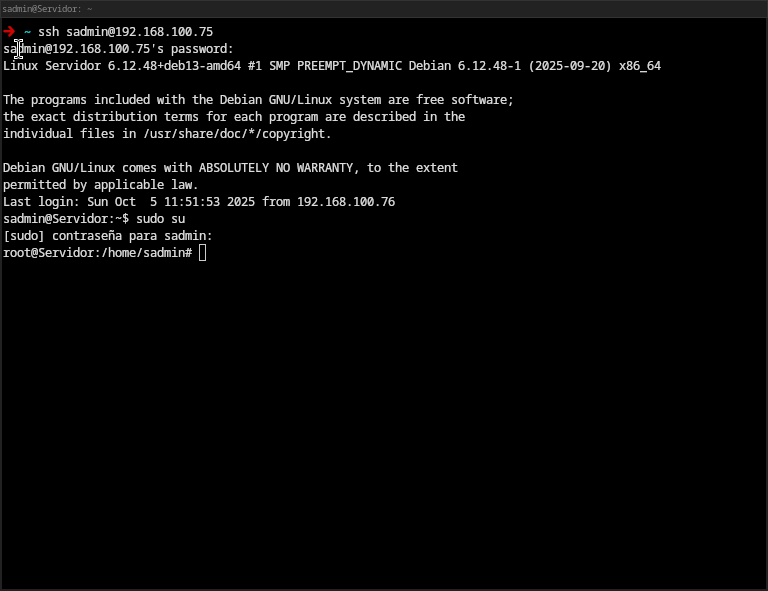 sadmin@Servidor: ~
➜ ~ ssh sadmin@192.168.100.75
sadmin@192.168.100.75's password:
Linux Servidor 6.12.48+deb13-amd64 #1 SMP PREEMPT_DYNAMIC Debian 6.12.48-1 (2025-09-20) x86_64
The programs included with the Debian GNU/Linux system are free software;
the exact distribution terms for each program are described in the
individual files in /usr/share/doc/*/copyright.
Debian GNU/Linux comes with ABSOLUTELY NO WARRANTY, to the extent
permitted by applicable law.
Last login: Sun Oct  5 11:51:53 2025 from 192.168.100.76
sadmin@Servidor:~$ sudo su
[sudo] contraseña para sadmin:
root@Servidor:/home/sadmin#